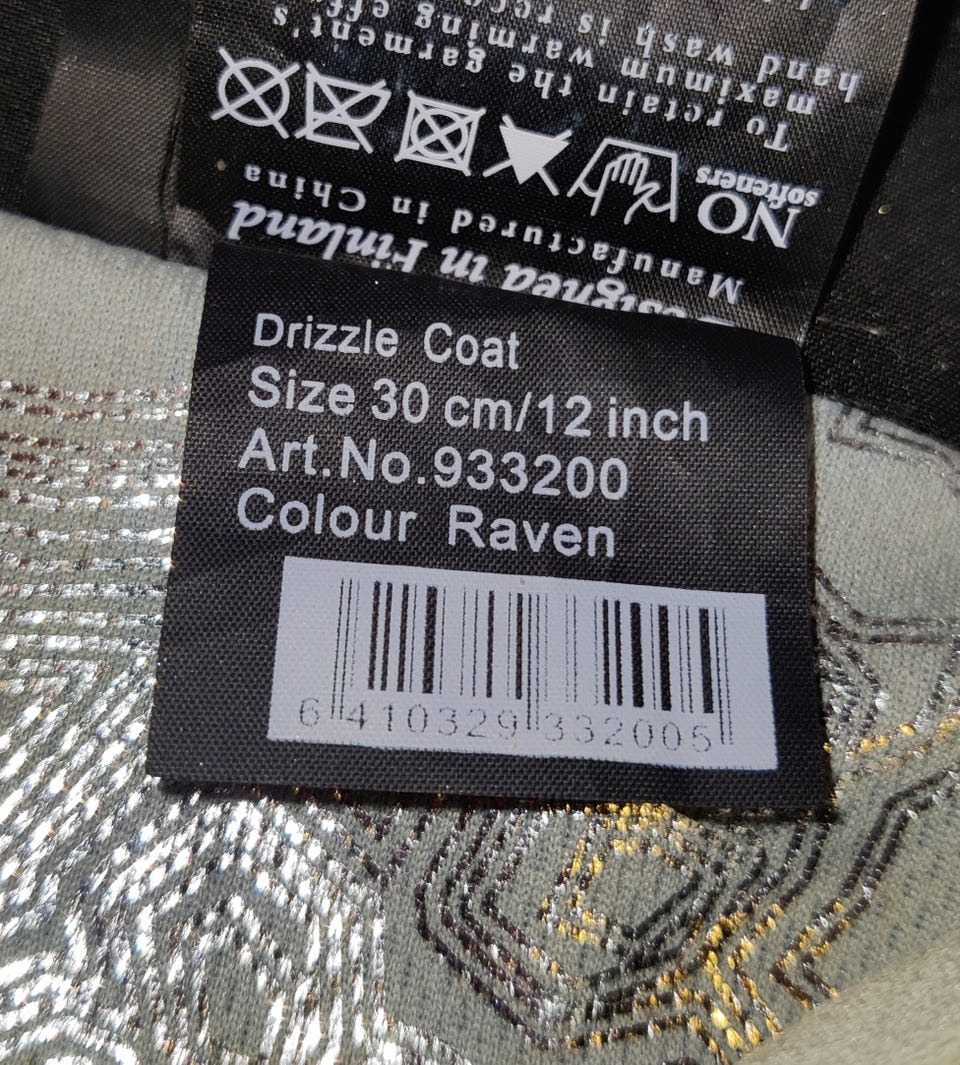 Designed in Finland
Manufactured in China
NO
softeners
To retain the garment's
maximum warming
hand wash is
Drizzle Coat
Size 30 cm/12 inch
Art.No.933200
Colour Raven
6 410329 332005